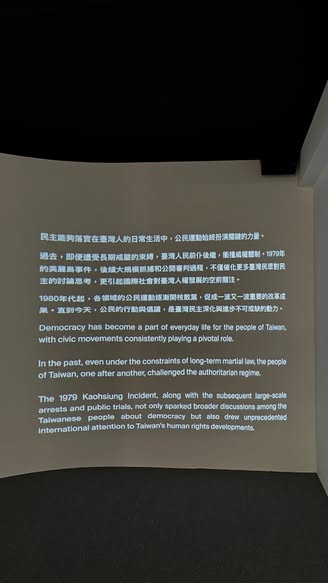 民主能夠落實在臺灣人的日常生活中，公民運動始終扮演關鍵的力量。
過去，即便遭受長期戒嚴的束縛，臺灣人民前仆後繼，衝撞威權體制。1979年
的美麗島事件，後續大規模抓捕和公開審判過程，不僅催化更多臺灣民眾對民
主的討論思考，更引起國際社會對臺灣人權發展的空前關注。
1980年代起，各領域的公民運動逐漸開枝散葉，促成一波又一波重要的改革成
果。直到今天，公民的行動與倡議，是臺灣民主深化與進步不可或缺的動力。
Democracy has become a part of everyday life for the people of Taiwan,
with civic movements consistently playing a pivotal role.
In the past, even under the constraints of long-term martial law, the people
of Taiwan, one after another, challenged the authoritarian regime.
The 1979 Kaohsiung Incident, along with the subsequent large-scale
arrests and public trials, not only sparked broader discussions among the
Taiwanese people about democracy but also drew unprecedented
international attention to Taiwan's human rights developments.